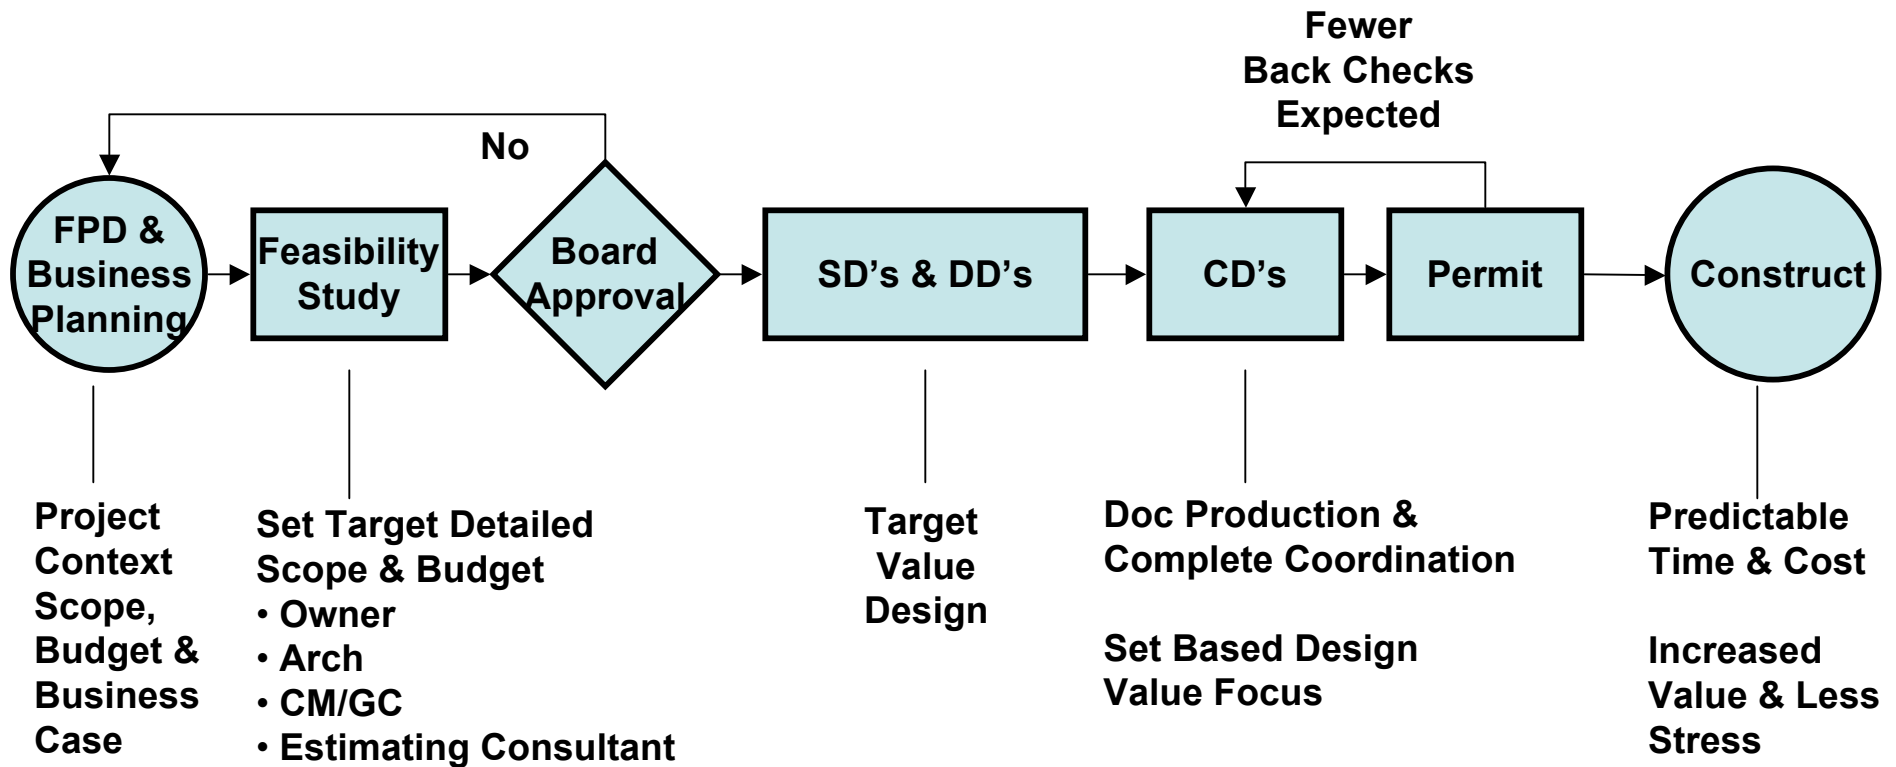 Fewer
Back Checks
Expected
No
FPD &
Business
Planning
Feasibility
Study
Board
Approval
SD's & DD's
CD's
Permit
Construct
Project
Context
Scope,
Budget &
Business
Case
Set Target Detailed
Scope & Budget
• Owner
• Arch
• CM/GC
• Estimating Consultant
Target
Value
Design
Doc Production &
Complete Coordination
Set Based Design
Value Focus
Predictable
Time & Cost
Increased
Value & Less
Stress